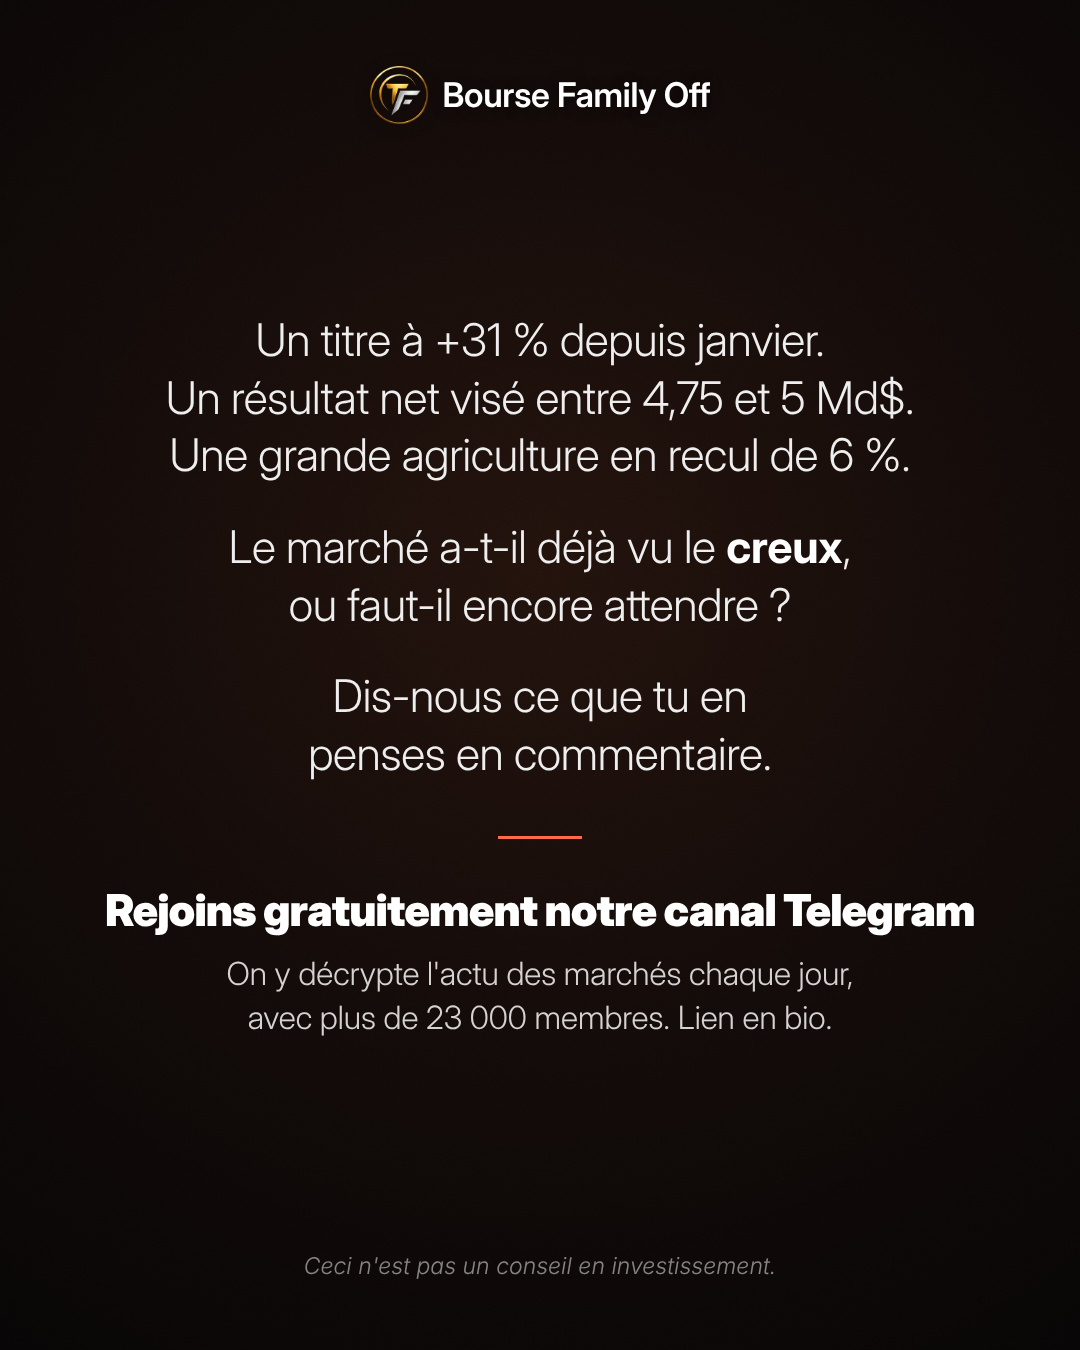 TF Bourse Family Off
Un titre à +31 % depuis janvier.
Un résultat net visé entre 4,75 et 5 Md$.
Une grande agriculture en recul de 6 %.
Le marché a-t-il déjà vu le creux,
ou faut-il encore attendre ?
Dis-nous ce que tu en
penses en commentaire.
Rejoins gratuitement notre canal Telegram
On y décrypte l'actu des marchés chaque jour,
avec plus de 23 000 membres. Lien en bio.
Ceci n'est pas un conseil en investissement.